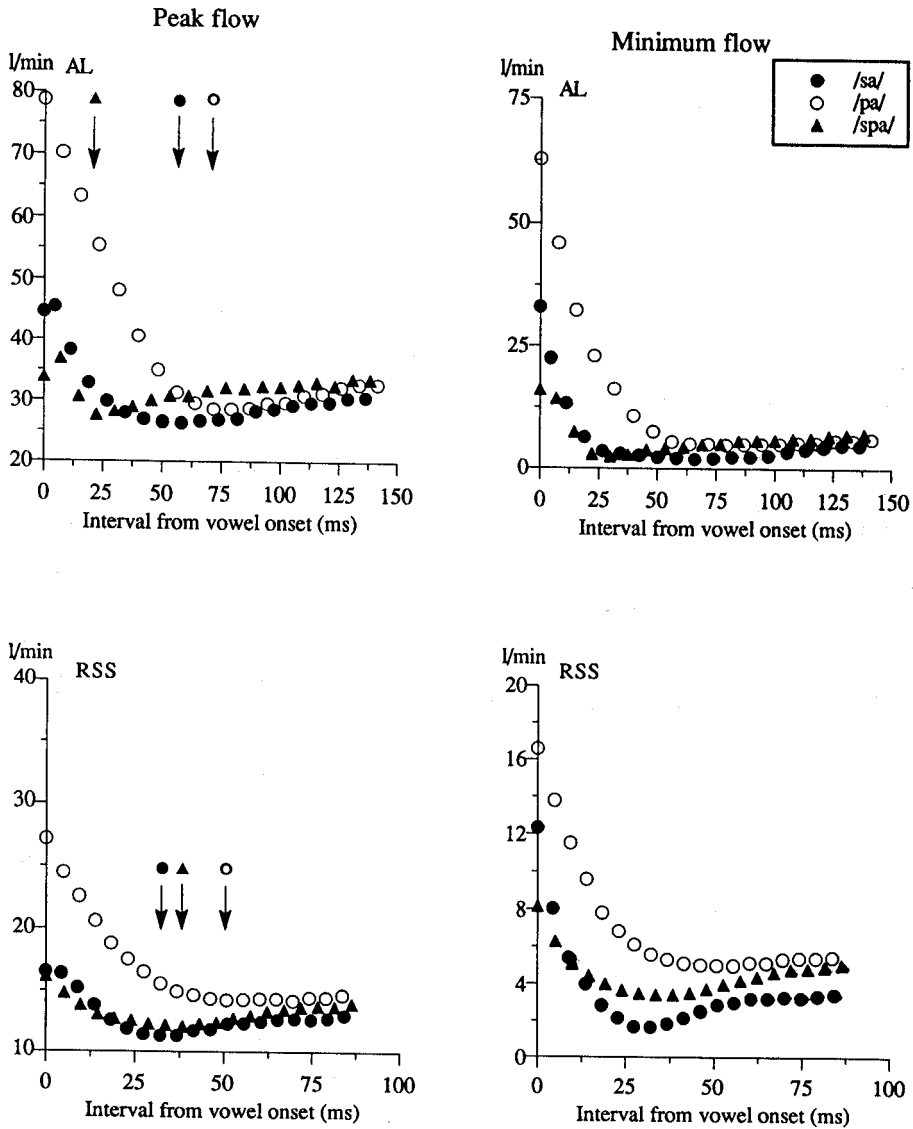 Peak flow
l/min AL
80
70
60
50
40
30
20
0 25 50 75 100 125 150
Interval from vowel onset (ms)
Minimum flow
l/min
AL
75
50
25
0
0 25 50 75 100 125 150
Interval from vowel onset (ms)
/sa/
/pa/
/spa/
l/min
RSS
40
30
20
10
0 25 50 75 100
Interval from vowel onset (ms)
l/min
RSS
20
16
12
8
4
0
0 25 50 75 100
Interval from vowel onset (ms)